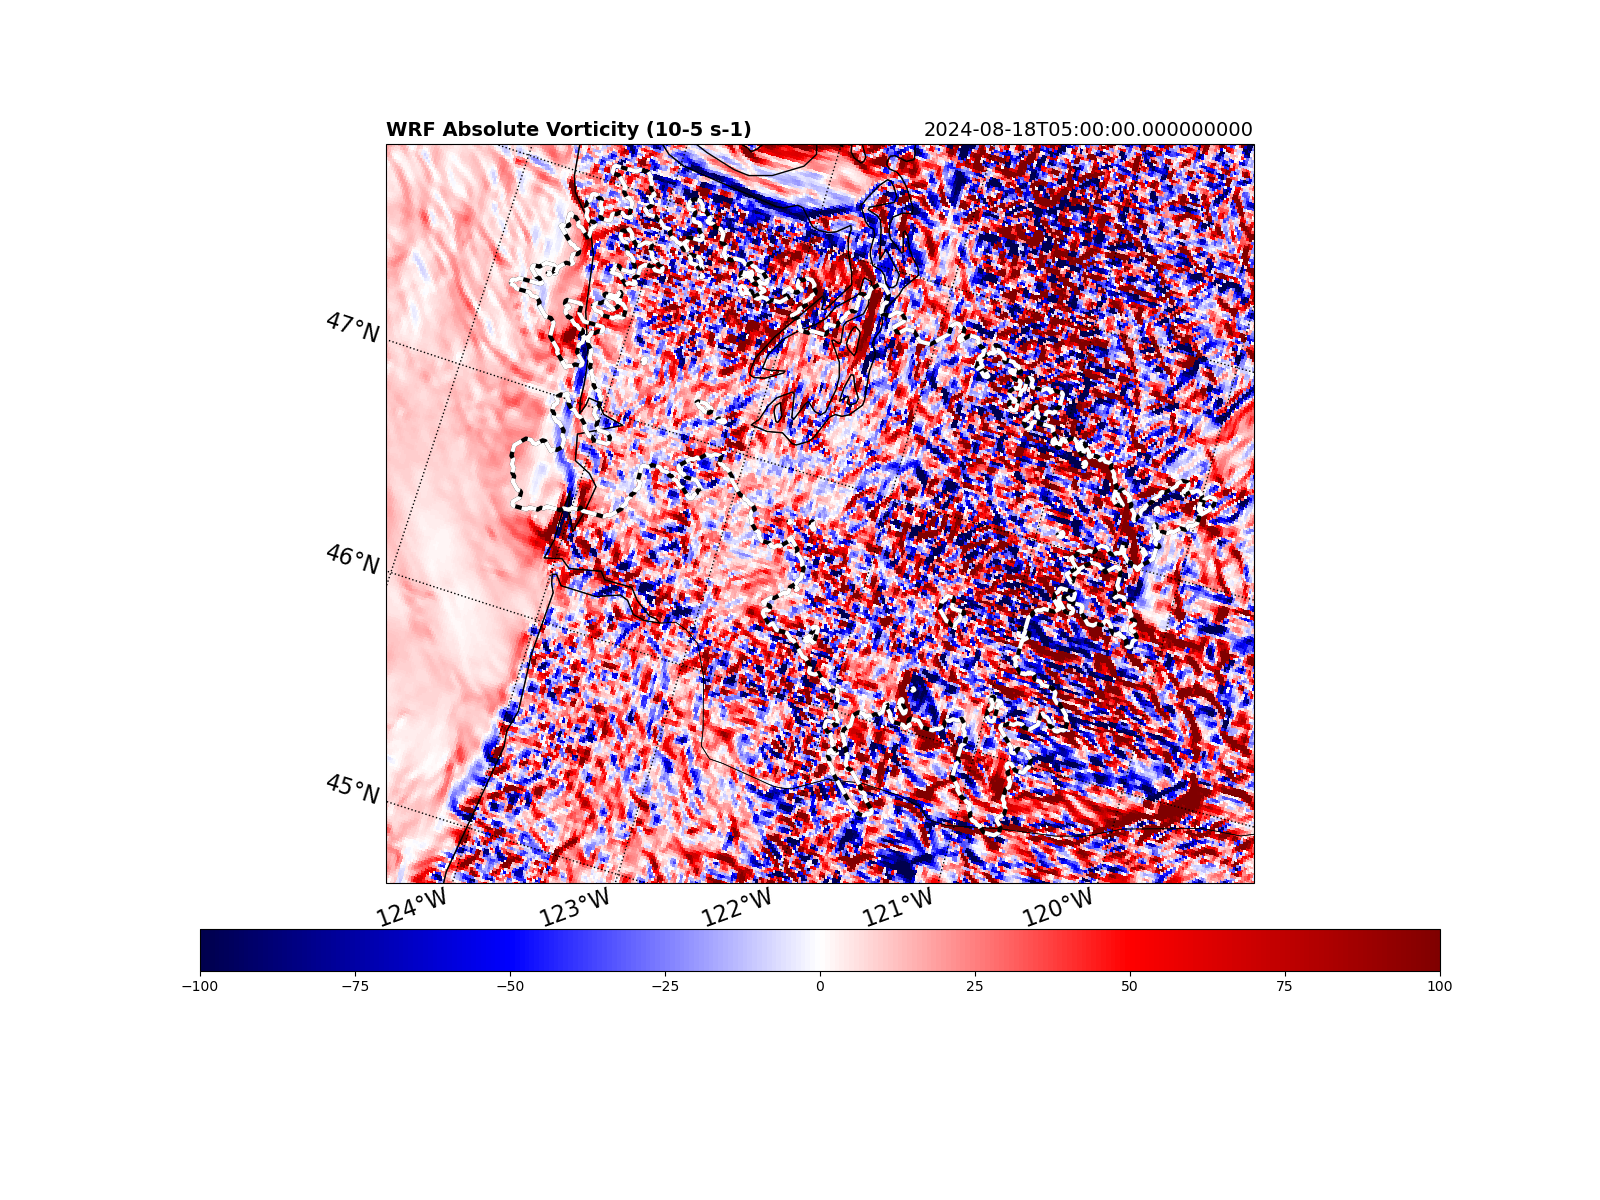 WRF Absolute Vorticity (10-5 s-1) 2024-08-18T05:00:00.000000000
47°N
46°N
45°N
124°W 123°W 122°W 121°W 120°W
−100 −75 −50 −25 0 25 50 75 100